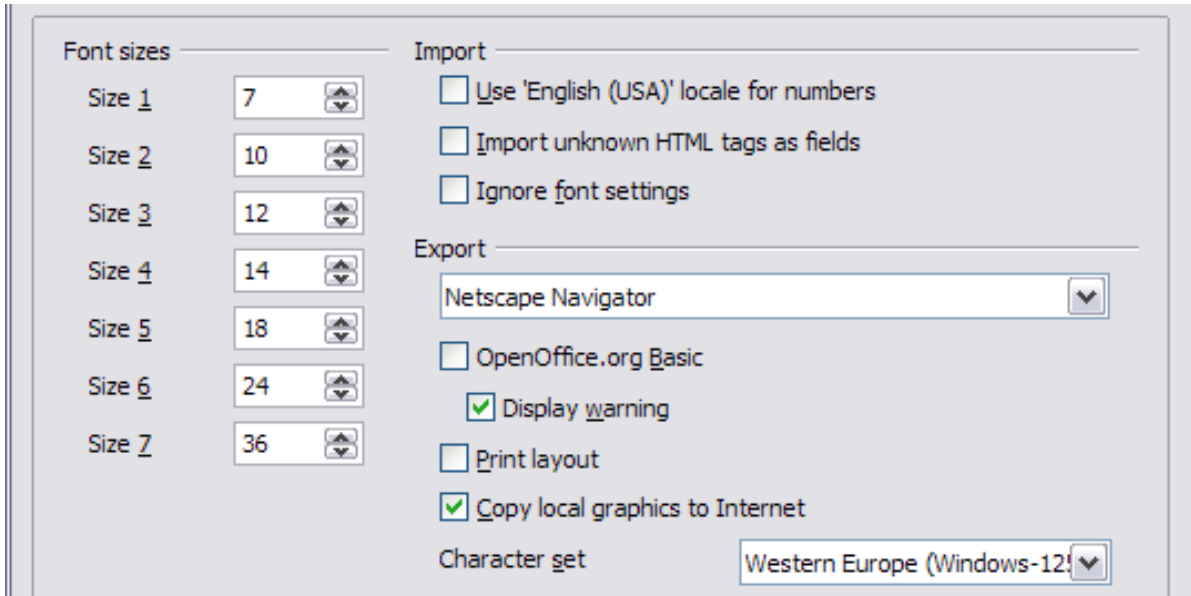 Font sizes
Size 1 7
Size 2 10
Size 3 12
Size 4 14
Size 5 18
Size 6 24
Size 7 36
Import
Use 'English (USA)' locale for numbers
Import unknown HTML tags as fields
Ignore font settings
Export
Netscape Navigator
OpenOffice.org Basic
Display warning
Print layout
Copy local graphics to Internet
Character set Western Europe (Windows-125